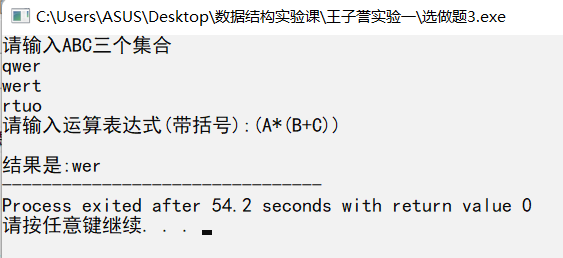 C:\Users\ASUS\Desktop\数据结构实验课\王子誉实验一\选做题3.exe
请输入ABC三个集合
qwer
wert
rtuo
请输入运算表达式(带括号):(A*(B+C))
结果是:wer
--------------------------------
Process exited after 54.2 seconds with return value 0
请按任意键继续. . .